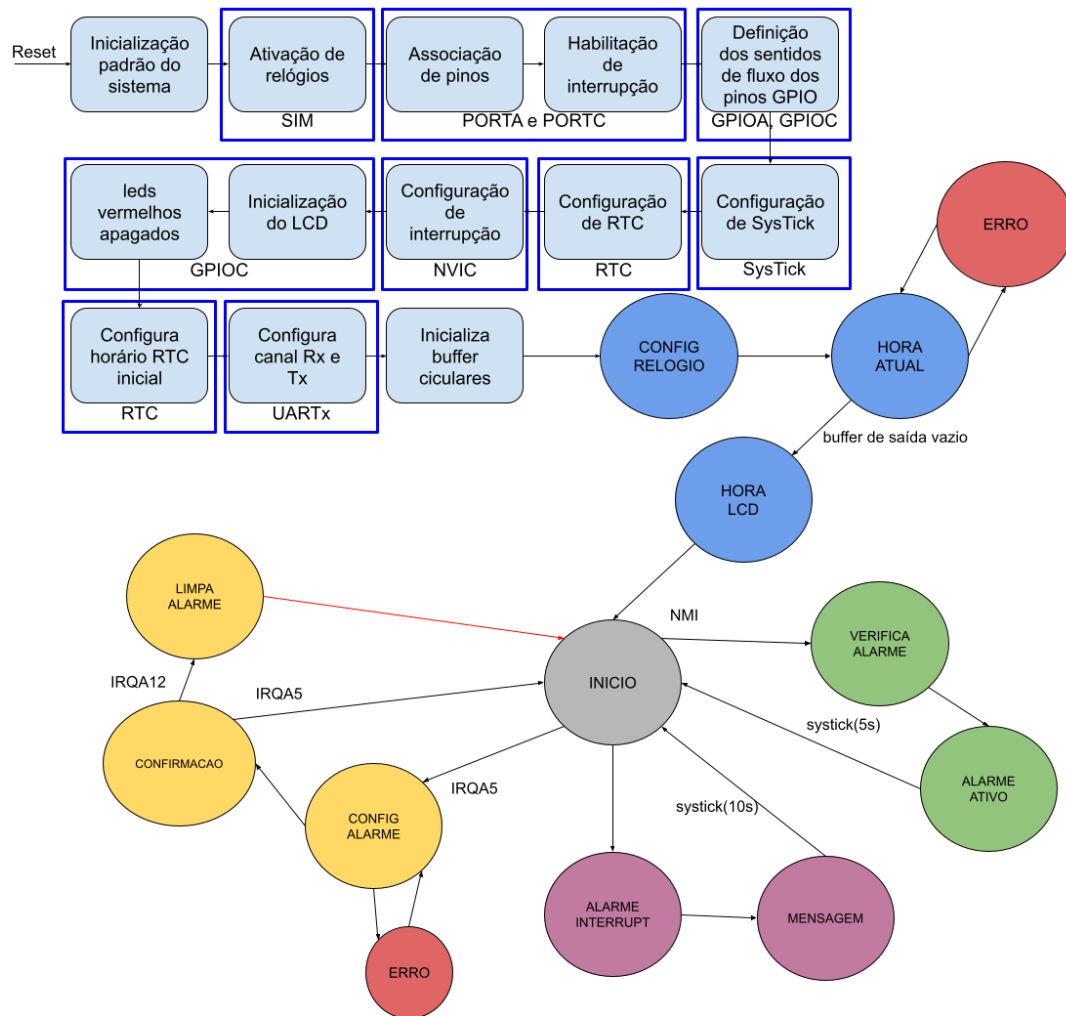 Reset
Inicialização
padrão do
sistema
Ativação de
relógios
SIM
Associação
de pinos
Habilitação
de
interrupção
PORTA e PORTC
Definição
dos sentidos
de fluxo dos
pinos GPIO
GPIOA, GPIOC
leds
vermelhos
apagados
Inicialização
do LCD
GPIOC
Configuração
de
interrupção
NVIC
Configuração
de RTC
RTC
Configuração
de SysTick
SysTick
ERRO
Configura
horário RTC
inicial
RTC
Configura
canal Rx e
Tx
UARTx
Inicializa
buffer
ciculares
CONFIG
RELOGIO
HORA
ATUAL
buffer de saída vazio
HORA
LCD
LIMPA
ALARME
NMI
VERIFICA
ALARME
IRQA12
IRQA5
INICIO
systick(5s)
CONFIRMACAO
IRQA5
ALARME
ATIVO
CONFIG
ALARME
systick(10s)
ALARME
INTERRUPT
MENSAGEM
ERRO